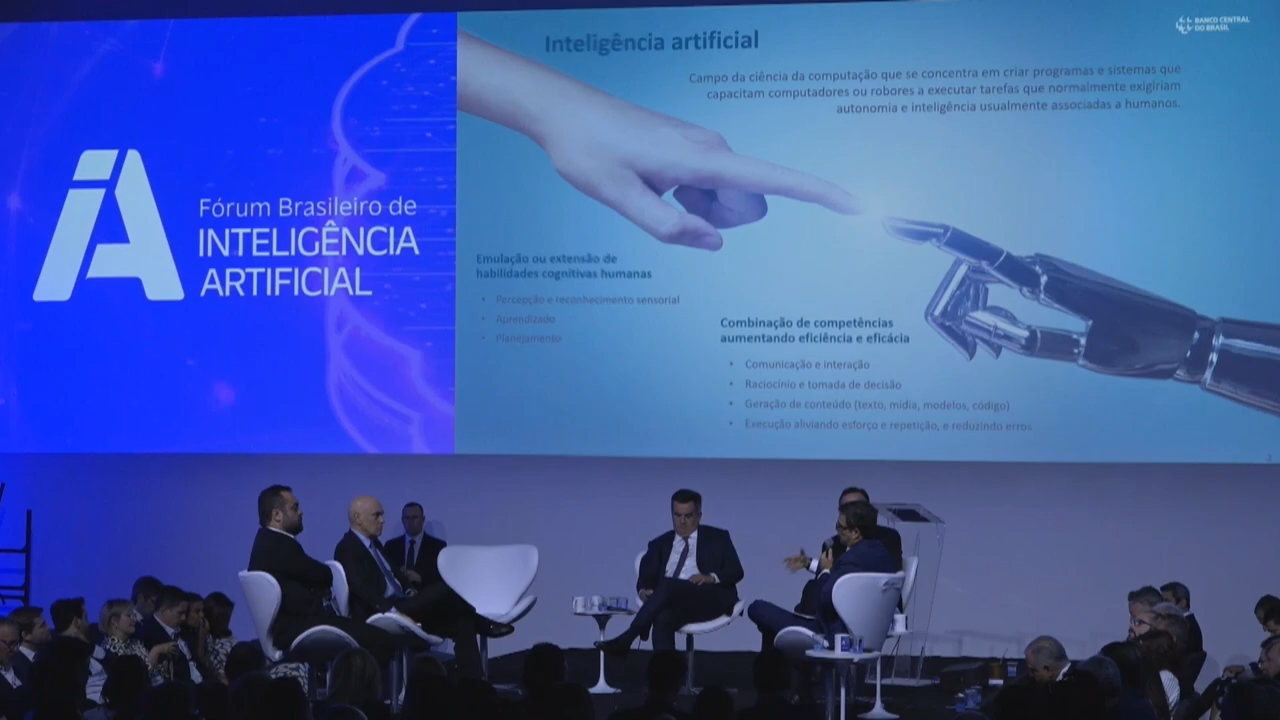 Fórum Brasileiro de
INTELIGÊNCIA
ARTIFICIAL
BANCO CENTRAL
DO BRASIL
Inteligência artificial
Campo da ciência da computação que se concentra em criar programas e sistemas que
capacitam computadores ou robores a executar tarefas que normalmente exigiriam
autonomia e inteligência usualmente associadas a humanos.
Emulação ou extensão de
habilidades cognitivas humanas
• Percepção e reconhecimento sensorial
• Aprendizado
• Planejamento
Combinação de competências
aumentando eficiência e eficácia
• Comunicação e interação
• Raciocínio e tomada de decisão
• Geração de conteúdo (texto, mídia, modelos, código)
• Execução aliviando esforço e repetição, e reduzindo erros